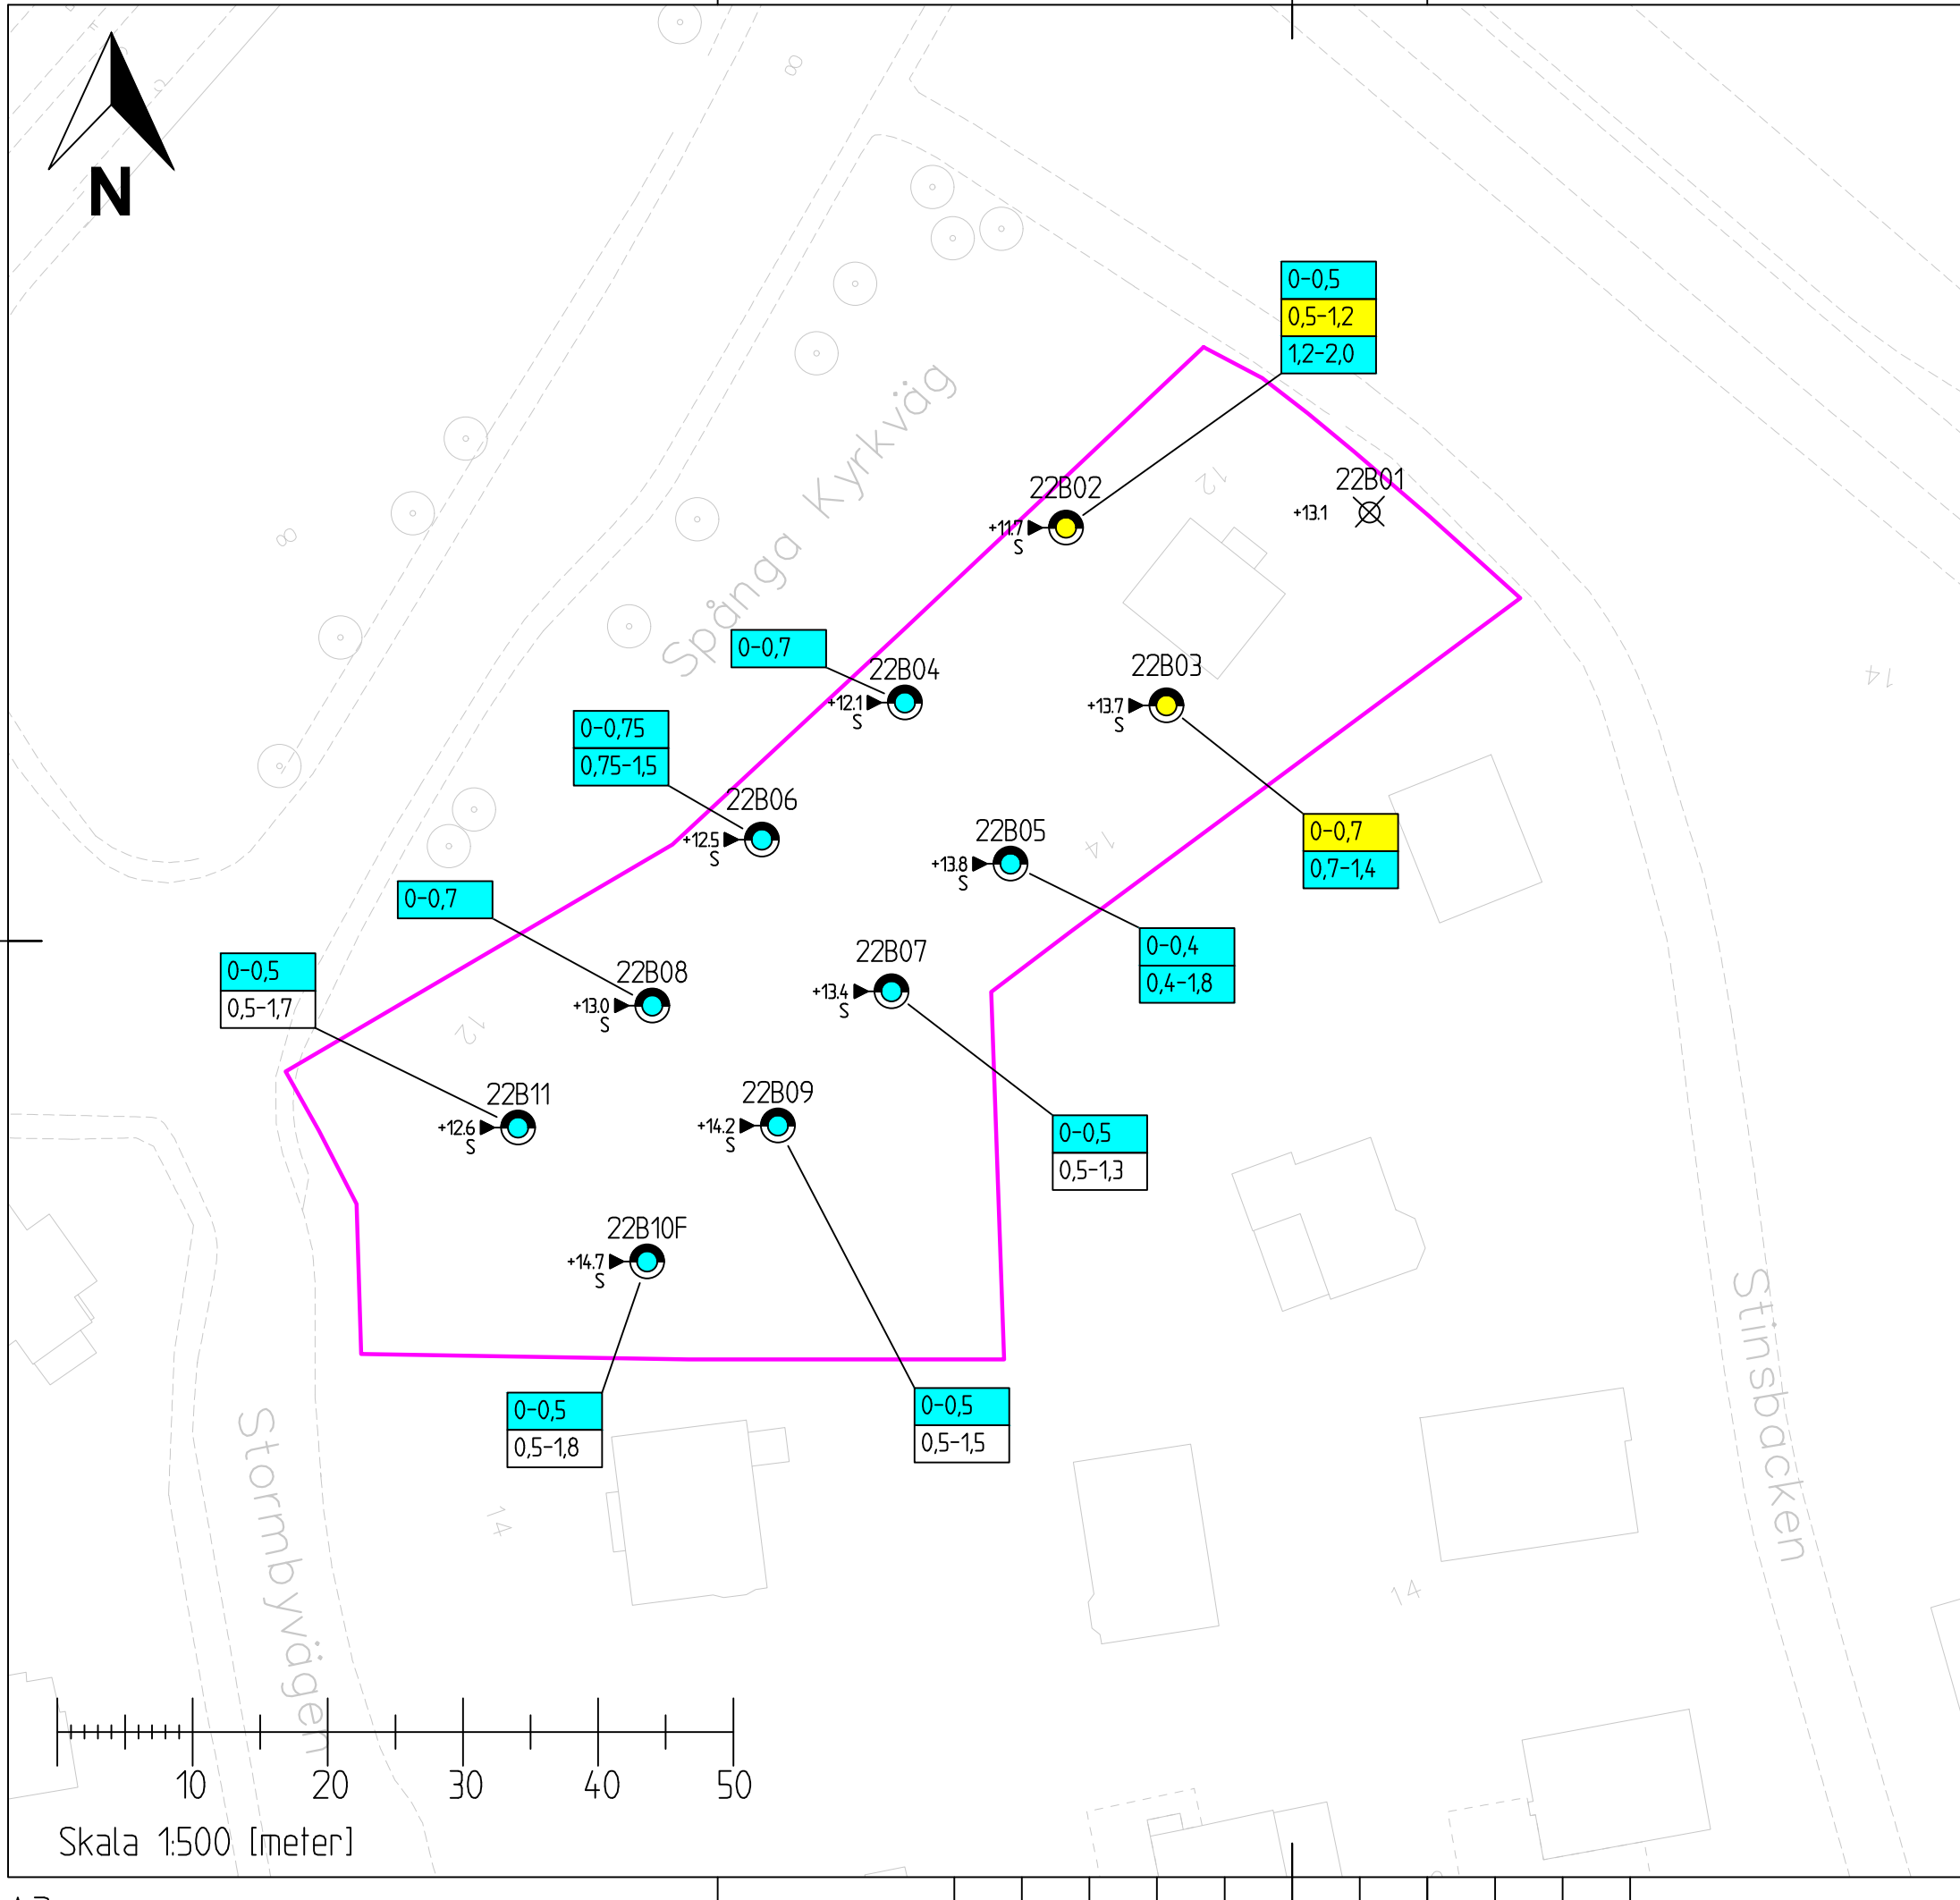 8
N
0-0,5
0,5-1,2
1,2-2,0
Spånga Kyrkväg
12
22B01
+13.1
22B02
+11.7
S
8
0-0,7
22B04
+12.1
S
22B03
+13.7
S
14
0-0,75
0,75-1,5
22B06
+12.5
S
22B05
+13.8
S
14
0-0,7
0,7-1,4
0-0,7
22B08
+13.0
S
22B07
+13.4
S
0-0,4
0,4-1,8
0-0,5
0,5-1,7
12
22B11
+12.6
S
22B09
+14.2
S
0-0,5
0,5-1,3
22B10F
+14.7
S
0-0,5
0,5-1,8
0-0,5
0,5-1,5
Stinsbacken
Stormbyvägen
14
14
10 20 30 40 50
Skala 1:500 [meter]